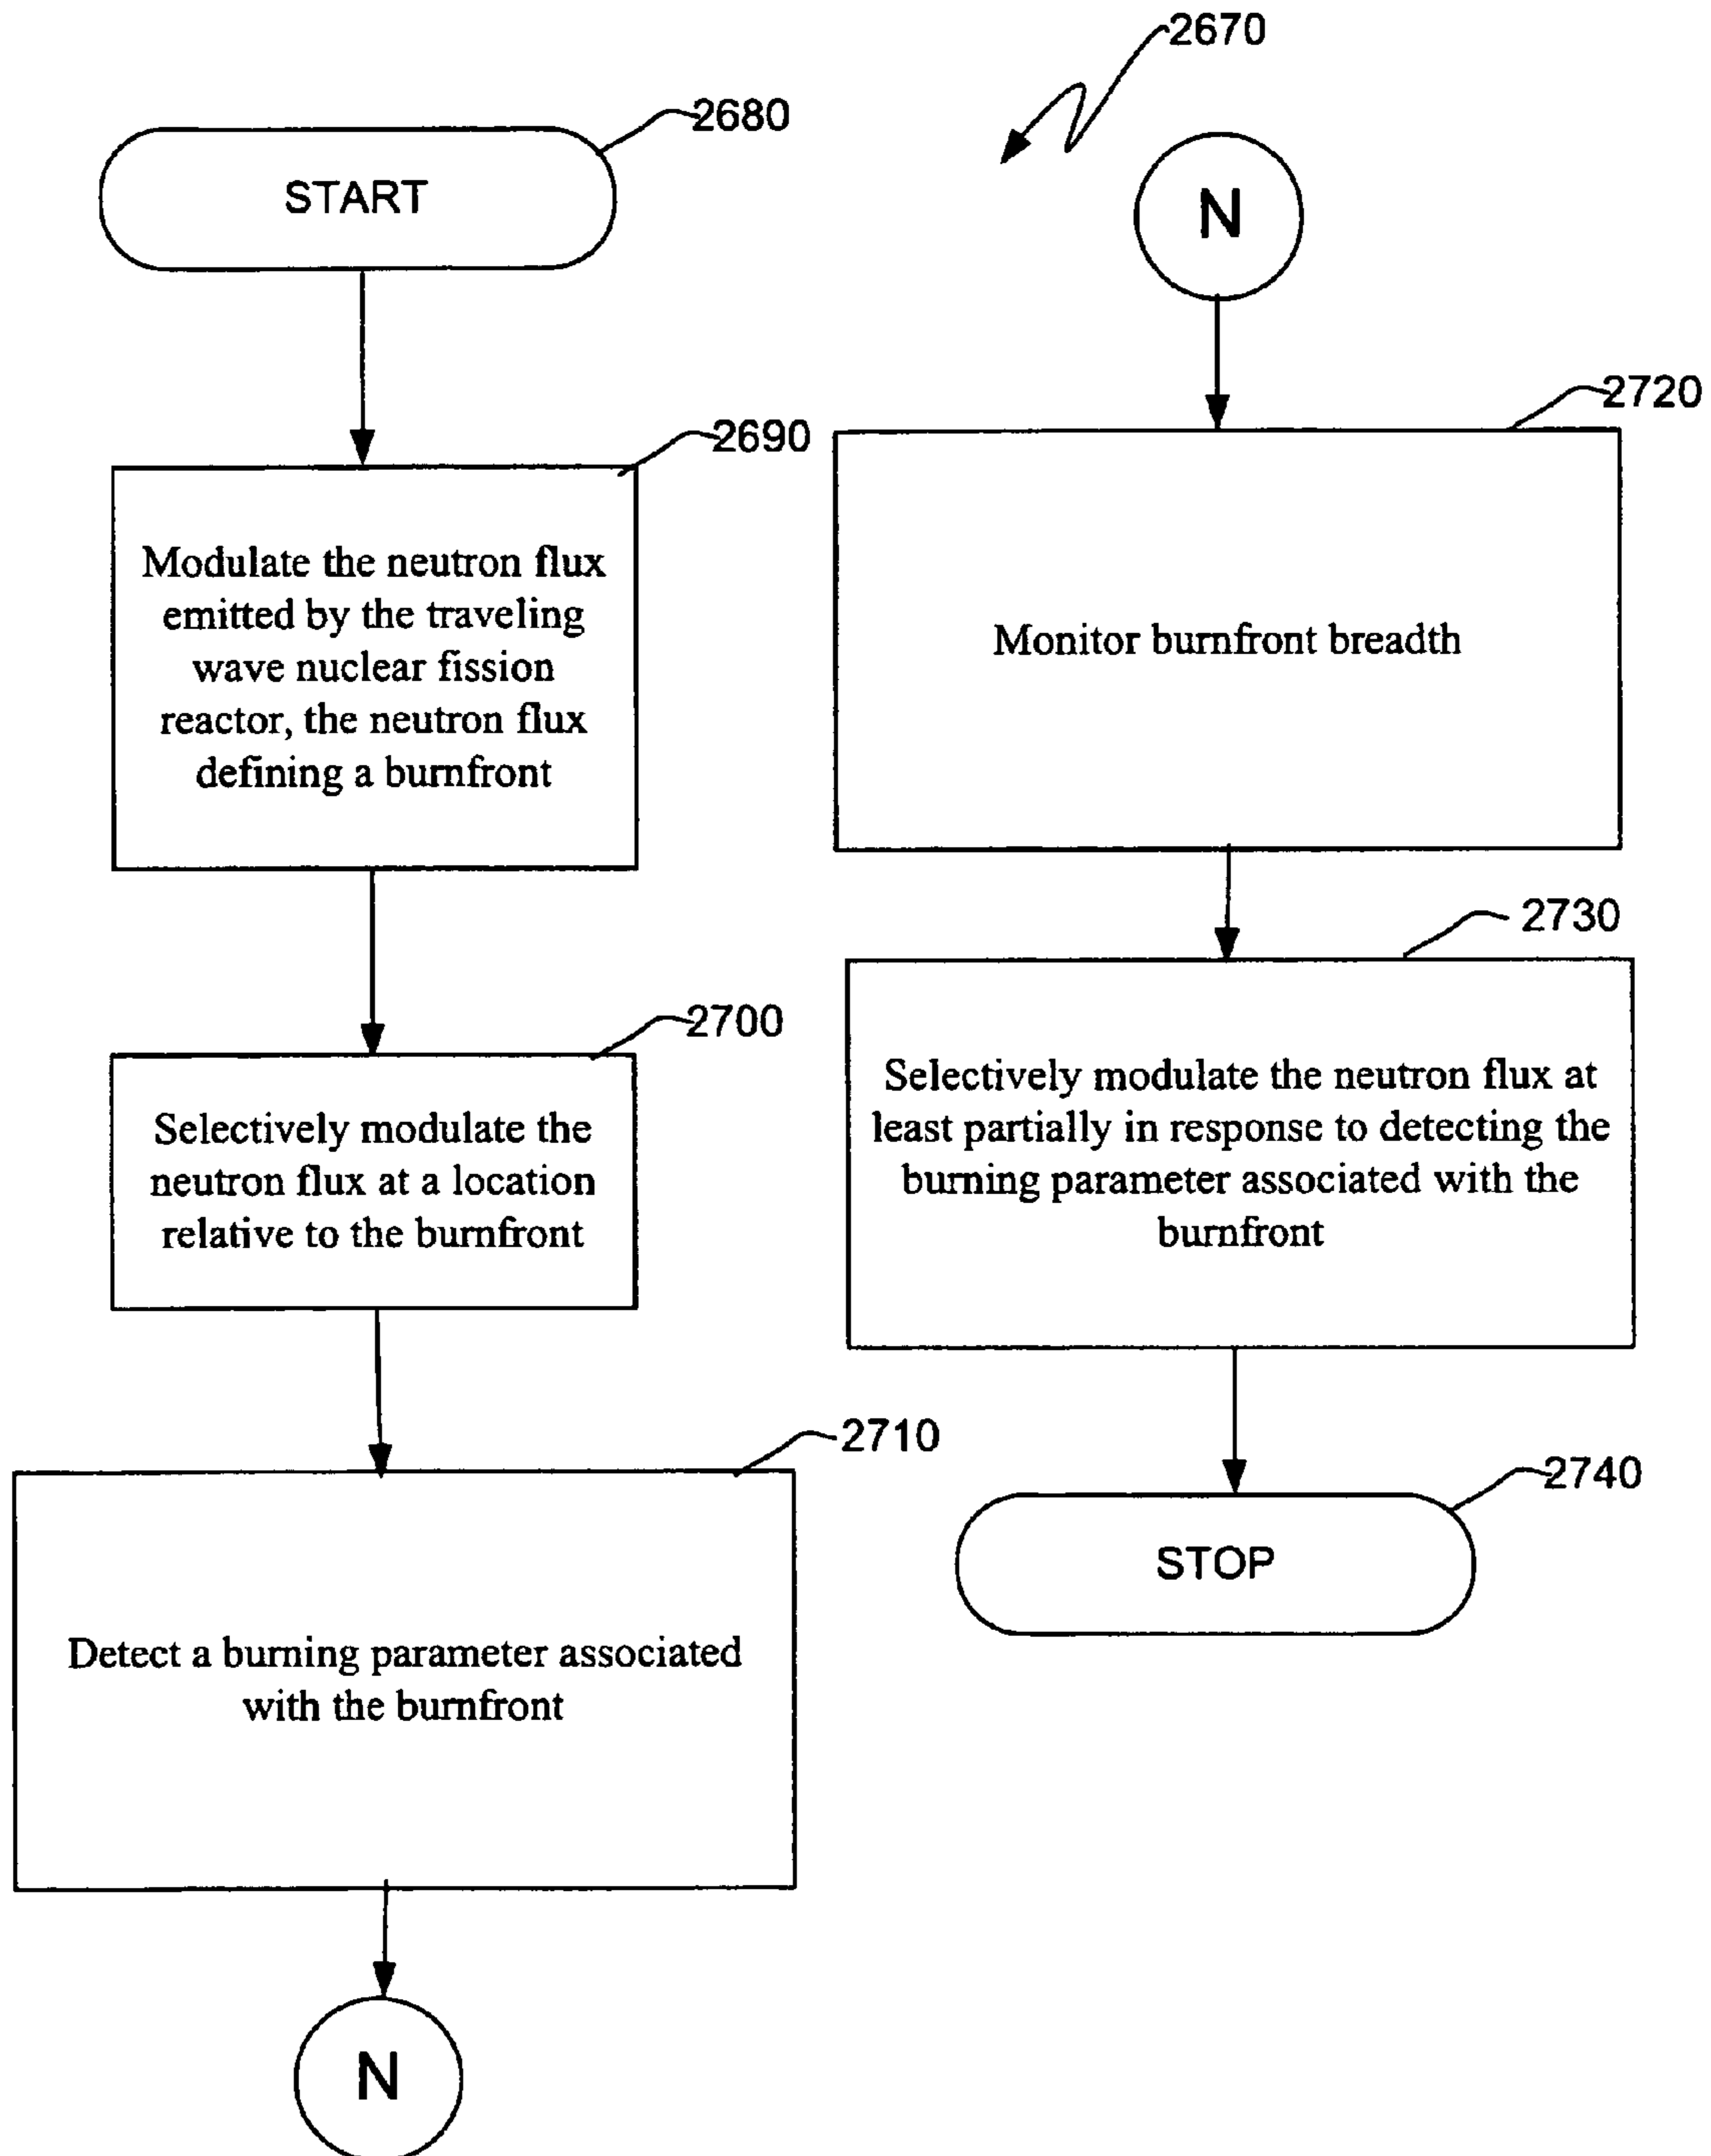 2670
2680
START
2690
Modulate the neutron flux
emitted by the traveling
wave nuclear fission
reactor, the neutron flux
defining a burnfront
2700
Selectively modulate the
neutron flux at a location
relative to the burnfront
2710
Detect a burning parameter associated
with the burnfront
N
N
2720
Monitor burnfront breadth
2730
Selectively modulate the neutron flux at
least partially in response to detecting the
burning parameter associated with the
burnfront
2740
STOP